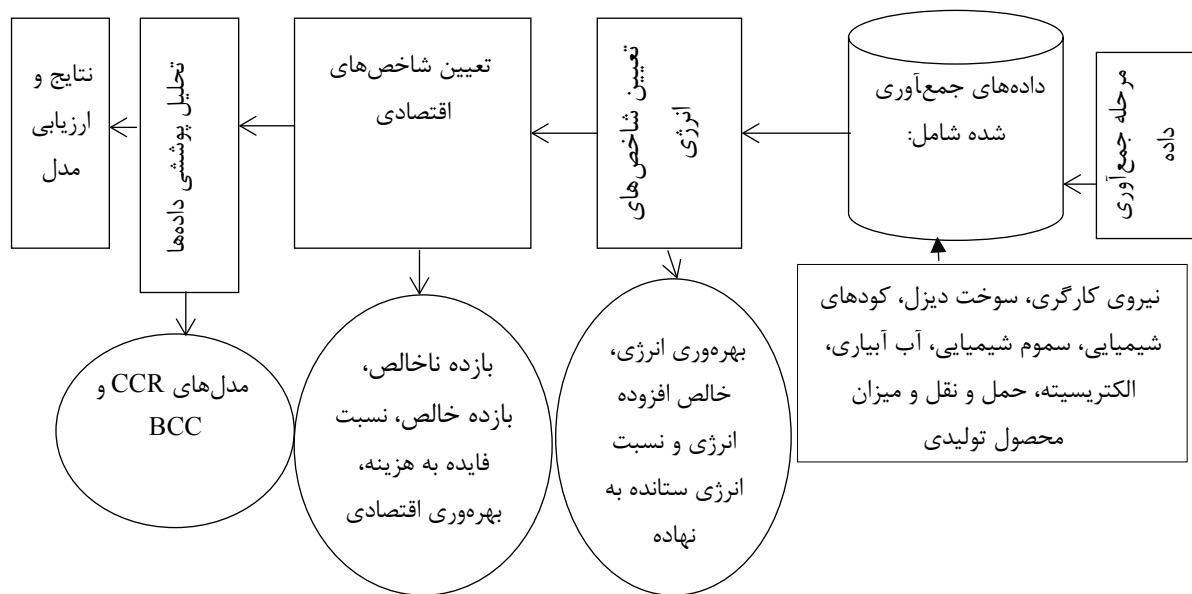 مرحله جمع‌آوری
داده
داده‌های جمع‌آوری
شده شامل:
نیروی کارگری، سوخت دیزل، کودهای
شیمیایی، سموم شیمیایی، آب آبیاری،
الکتریسیته، حمل و نقل و میزان
محصول تولیدی
تعیین شاخص‌های
انرژی
بهره‌وری انرژی،
خالص افزوده
انرژی و نسبت
انرژی ستانده به
نهاده
تعیین شاخص‌های
اقتصادی
بازده ناخالص،
بازده خالص، نسبت
فایده به هزینه،
بهره‌وری اقتصادی
تحلیل پوششی داده‌ها
مدل‌های CCR و
BCC
نتایج و
ارزیابی
مدل